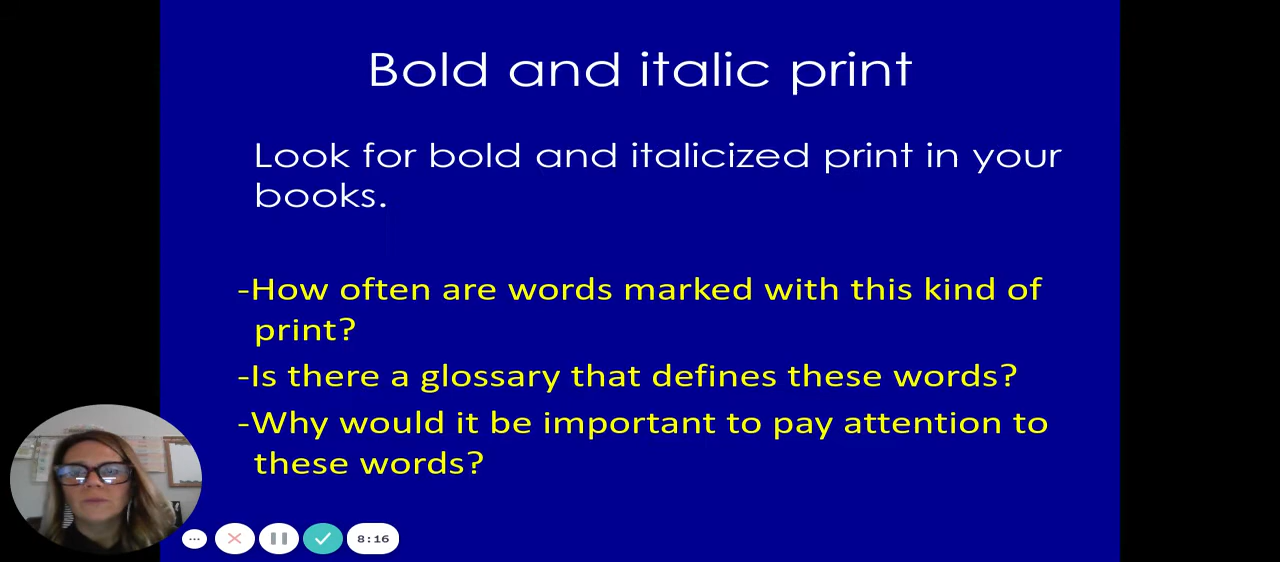 Bold and italic print
Look for bold and italicized print in your
books.
-How often are words marked with this kind of
print?
-Is there a glossary that defines these words?
-Why would it be important to pay attention to
these words?
8:16